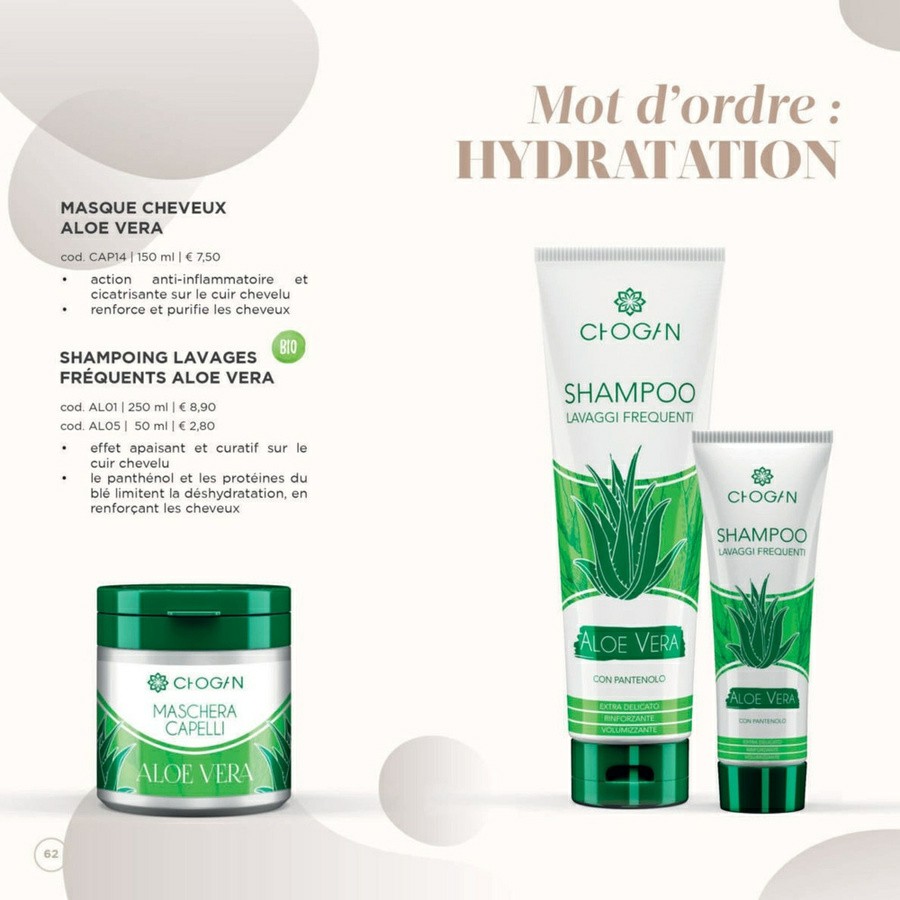 Mot d'ordre :
HYDRATATION
MASQUE CHEVEUX
ALOE VERA
cod. CAP14 | 150 ml | € 7,50
• action anti-inflammatoire et
cicatrisante sur le cuir chevelu
• renforce et purifie les cheveux
BIO
SHAMPOING LAVAGES
FRÉQUENTS ALOE VERA
cod. AL01 | 250 ml | € 8,90
cod. AL05 | 50 ml | € 2,80
• effet apaisant et curatif sur le
cuir chevelu
• le panthénol et les protéines du
blé limitent la déshydratation, en
renforçant les cheveux
CHOGAN
MASCHERA
CAPELLI
ALOE VERA
CHOGAN
SHAMPOO
LAVAGGI FREQUENTI
ALOE VERA
CON PANTENOLO
EXTRA DELICATO
RINFORZANTE
VOLUMIZZANTE
CHOGAN
SHAMPOO
LAVAGGI FREQUENTI
ALOE VERA
CON PANTENOLO
EXTRA DELICATO
RINFORZANTE
VOLUMIZZANTE
62